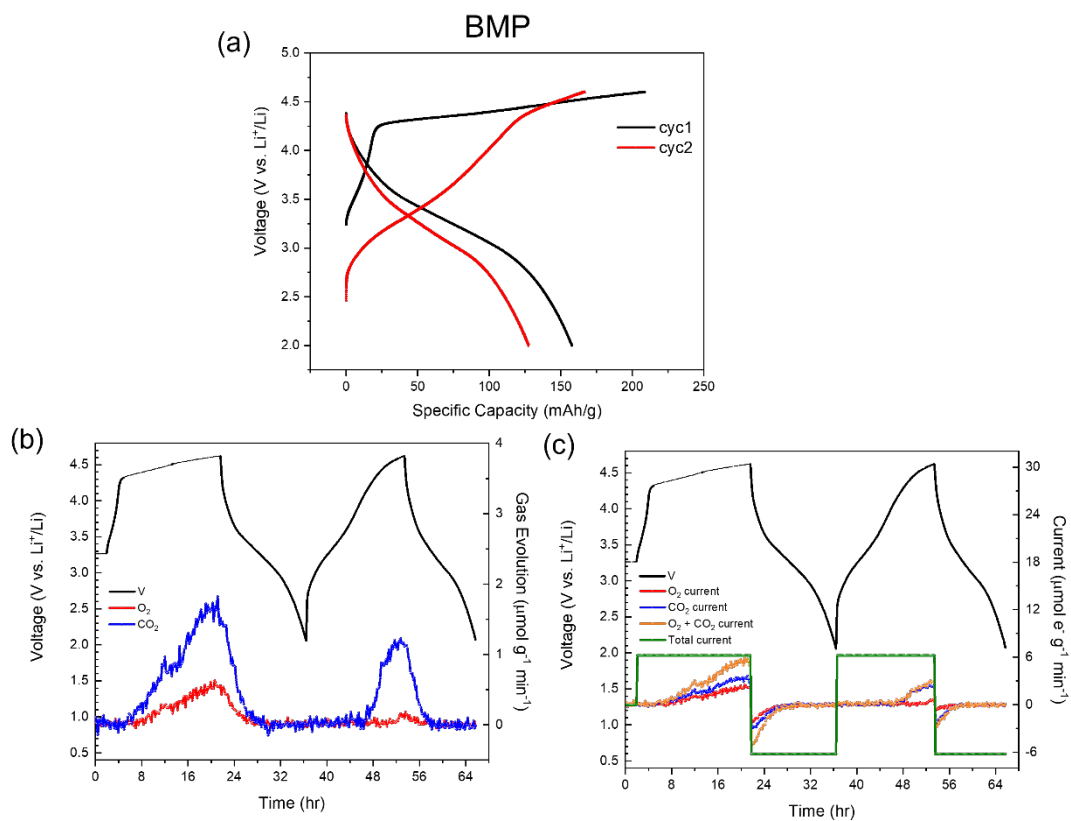 BMP
(a)
5.0
4.5
4.0
3.5
3.0
2.5
2.0
Voltage (V vs. Li⁺/Li)
cyc1
cyc2
0
50
100
150
200
250
Specific Capacity (mAh/g)
(b)
4.5
4.0
3.5
3.0
2.5
2.0
1.5
1.0
0.5
Voltage (V vs. Li⁺/Li)
V
O₂
CO₂
4
3
2
1
0
Gas Evolution (μmol g⁻¹ min⁻¹)
0
8
16
24
32
40
48
56
64
Time (hr)
(c)
4.5
4.0
3.5
3.0
2.5
2.0
1.5
1.0
0.5
Voltage (V vs. Li⁺/Li)
V
O₂ current
CO₂ current
O₂ + CO₂ current
Total current
30
24
18
12
6
0
-6
Current (μmol e⁻ g⁻¹ min⁻¹)
0
8
16
24
32
40
48
56
64
Time (hr)